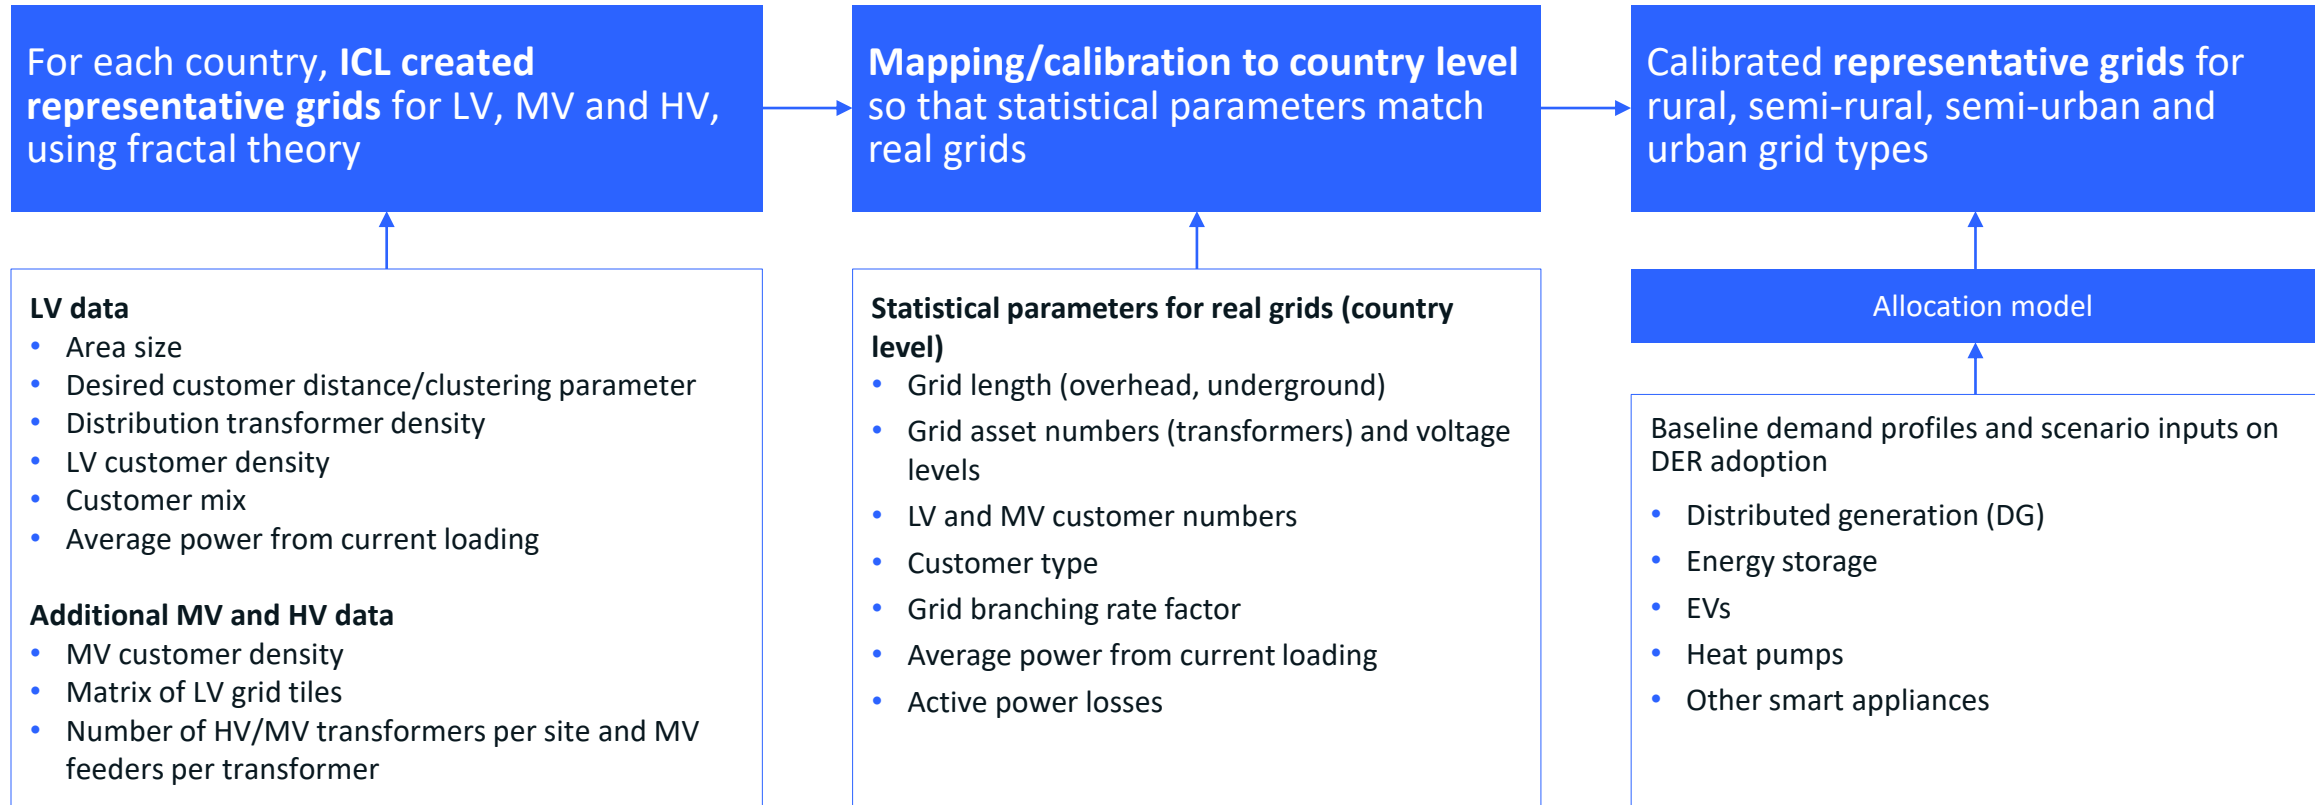 For each country, ICL created
representative grids for LV, MV and HV,
using fractal theory
Mapping/calibration to country level
so that statistical parameters match
real grids
Calibrated representative grids for
rural, semi-rural, semi-urban and
urban grid types
LV data
• Area size
• Desired customer distance/clustering parameter
• Distribution transformer density
• LV customer density
• Customer mix
• Average power from current loading
Additional MV and HV data
• MV customer density
• Matrix of LV grid tiles
• Number of HV/MV transformers per site and MV
feeders per transformer
Statistical parameters for real grids (country
level)
• Grid length (overhead, underground)
• Grid asset numbers (transformers) and voltage
levels
• LV and MV customer numbers
• Customer type
• Grid branching rate factor
• Average power from current loading
• Active power losses
Allocation model
Baseline demand profiles and scenario inputs on
DER adoption
• Distributed generation (DG)
• Energy storage
• EVs
• Heat pumps
• Other smart appliances